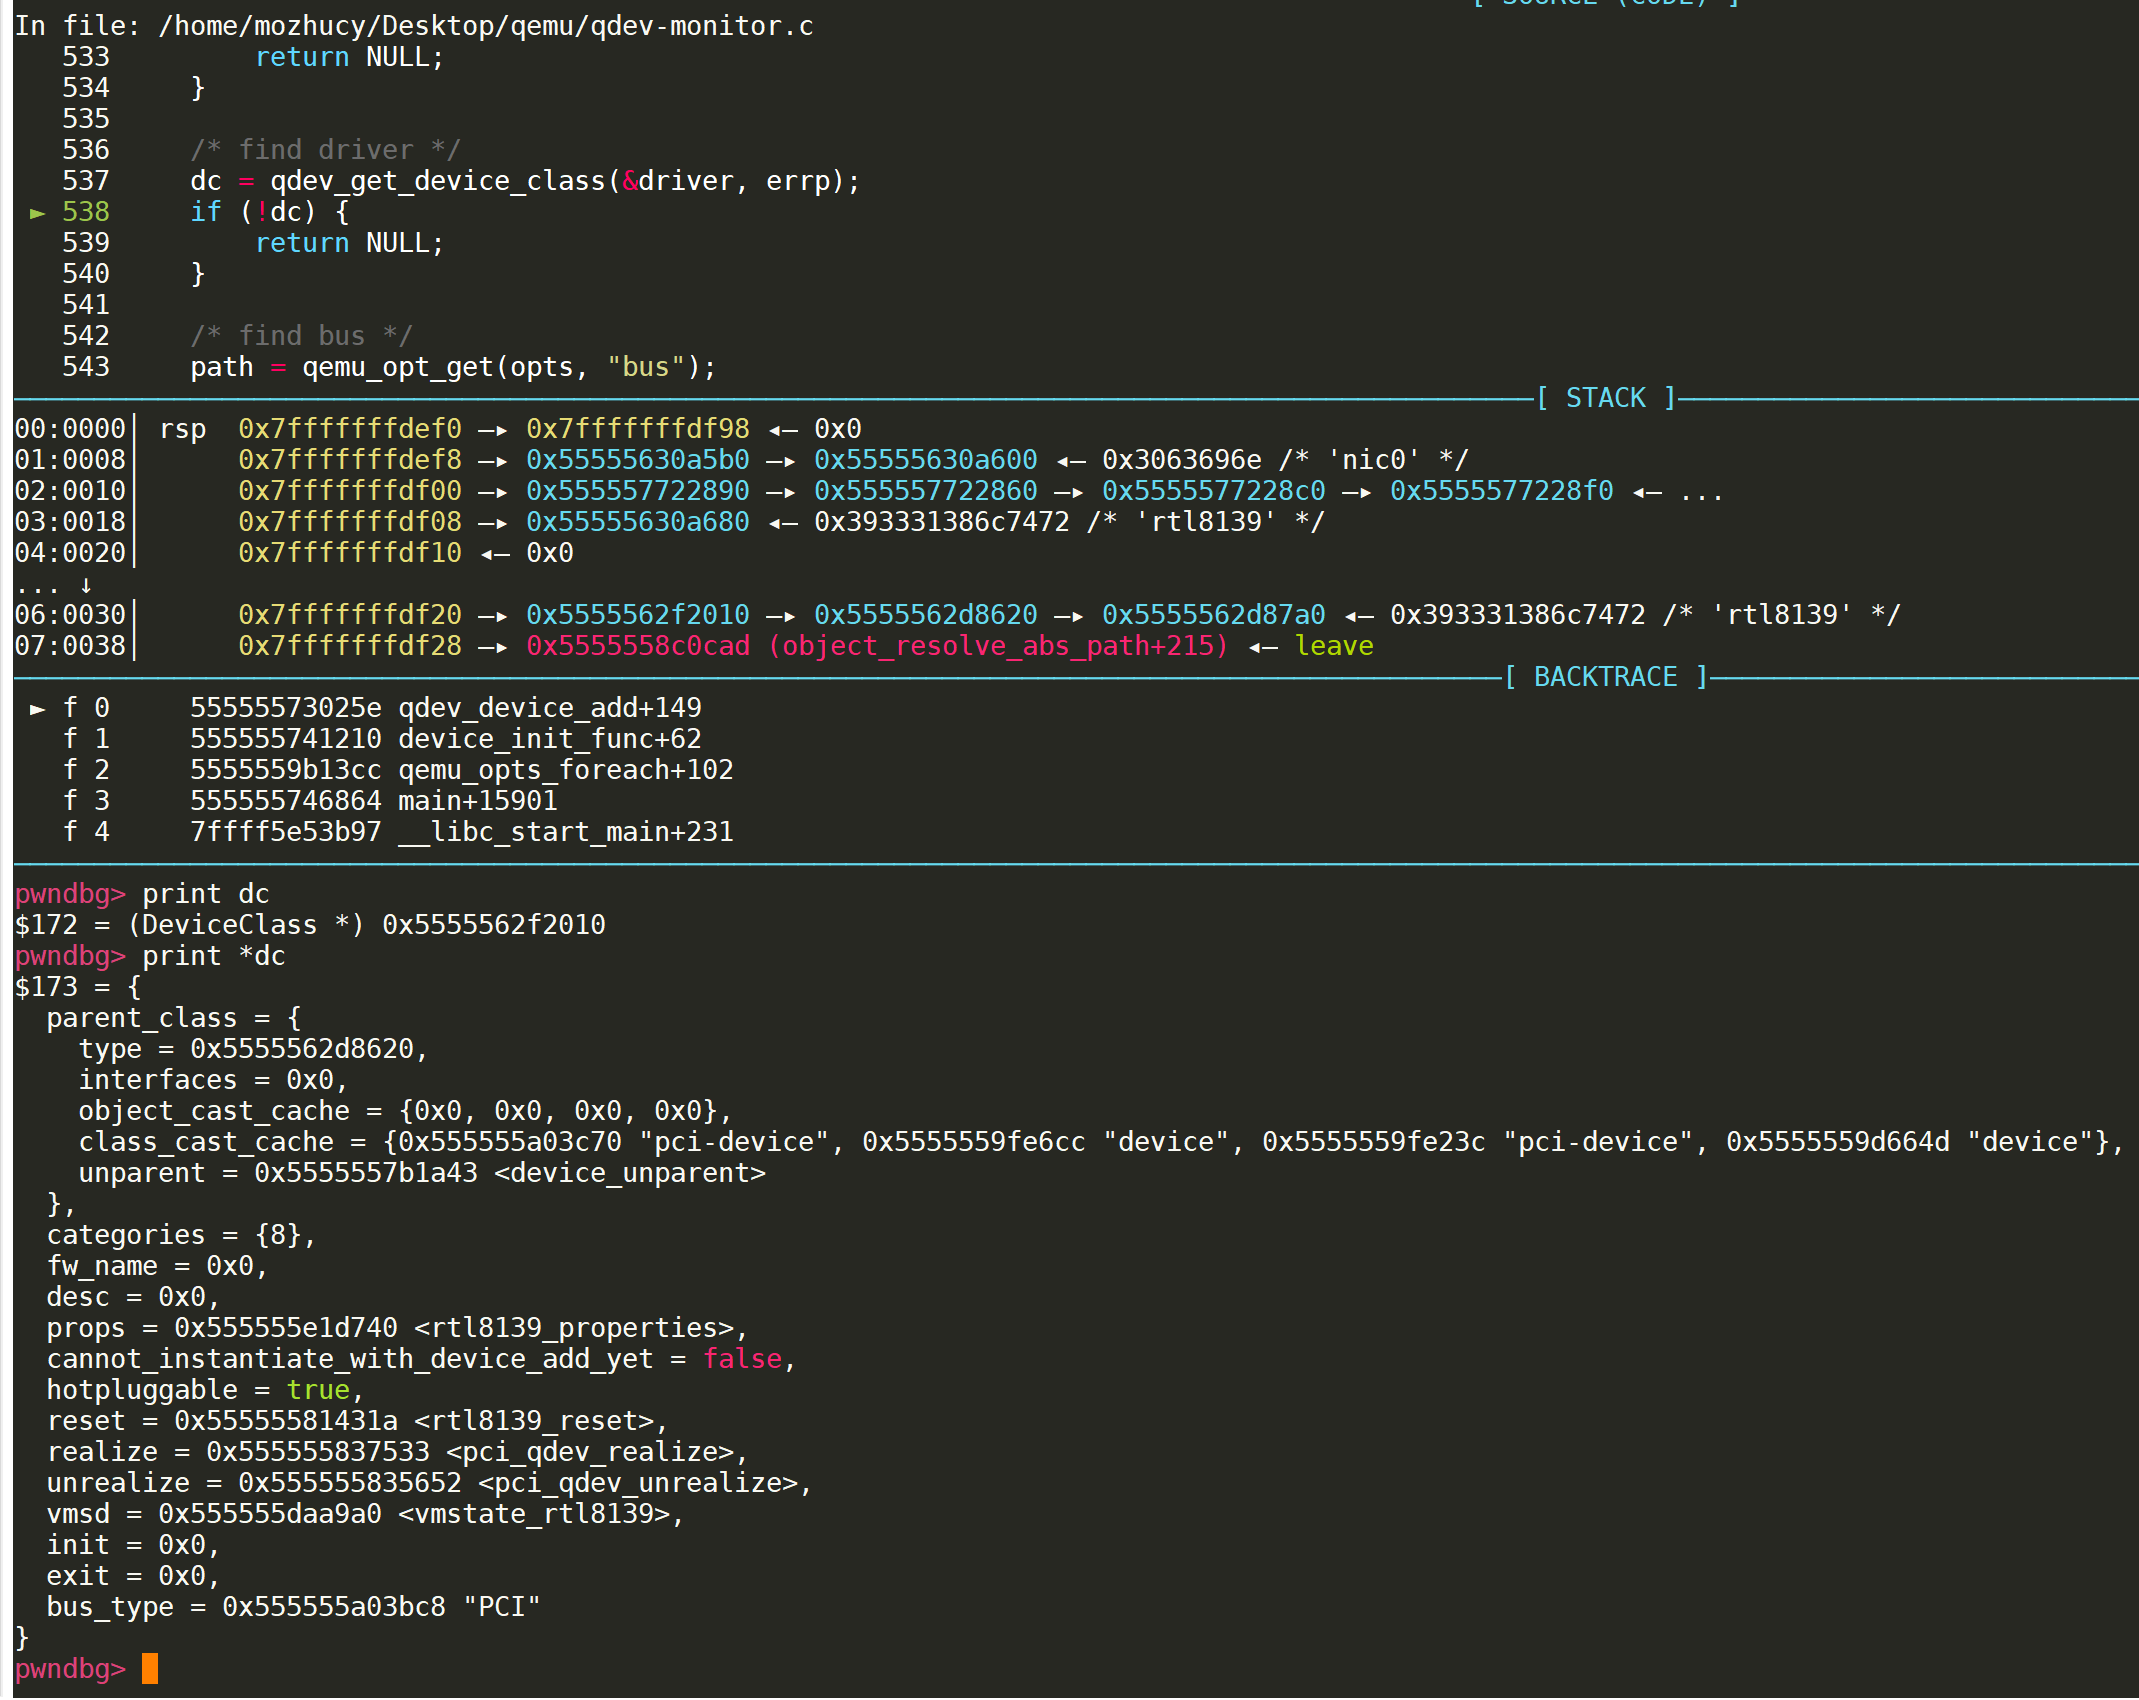 [ SOURCE (CODE) ]
In file: /home/mozhucy/Desktop/qemu/qdev-monitor.c
   533         return NULL;
   534     }
   535
   536     /* find driver */
   537     dc = qdev_get_device_class(&driver, errp);
 ► 538     if (!dc) {
   539         return NULL;
   540     }
   541
   542     /* find bus */
   543     path = qemu_opt_get(opts, "bus");
[ STACK ]
00:0000│ rsp  0x7fffffffdef0 —▸ 0x7fffffffdf98 ◂— 0x0
01:0008│      0x7fffffffdef8 —▸ 0x55555630a5b0 —▸ 0x55555630a600 ◂— 0x3063696e /* 'nic0' */
02:0010│      0x7fffffffdf00 —▸ 0x555557722890 —▸ 0x555557722860 —▸ 0x5555577228c0 —▸ 0x5555577228f0 ◂— ...
03:0018│      0x7fffffffdf08 —▸ 0x55555630a680 ◂— 0x393331386c7472 /* 'rtl8139' */
04:0020│      0x7fffffffdf10 ◂— 0x0
... ↓
06:0030│      0x7fffffffdf20 —▸ 0x5555562f2010 —▸ 0x5555562d8620 —▸ 0x5555562d87a0 ◂— 0x393331386c7472 /* 'rtl8139' */
07:0038│      0x7fffffffdf28 —▸ 0x5555558c0cad (object_resolve_abs_path+215) ◂— leave
[ BACKTRACE ]
 ► f 0     55555573025e qdev_device_add+149
   f 1     555555741210 device_init_func+62
   f 2     5555559b13cc qemu_opts_foreach+102
   f 3     555555746864 main+15901
   f 4     7ffff5e53b97 __libc_start_main+231
pwndbg> print dc
$172 = (DeviceClass *) 0x5555562f2010
pwndbg> print *dc
$173 = {
  parent_class = {
    type = 0x5555562d8620,
    interfaces = 0x0,
    object_cast_cache = {0x0, 0x0, 0x0, 0x0},
    class_cast_cache = {0x555555a03c70 "pci-device", 0x5555559fe6cc "device", 0x5555559fe23c "pci-device", 0x5555559d664d "device"},
    unparent = 0x5555557b1a43 <device_unparent>
  },
  categories = {8},
  fw_name = 0x0,
  desc = 0x0,
  props = 0x555555e1d740 <rtl8139_properties>,
  cannot_instantiate_with_device_add_yet = false,
  hotpluggable = true,
  reset = 0x55555581431a <rtl8139_reset>,
  realize = 0x555555837533 <pci_qdev_realize>,
  unrealize = 0x555555835652 <pci_qdev_unrealize>,
  vmsd = 0x555555daa9a0 <vmstate_rtl8139>,
  init = 0x0,
  exit = 0x0,
  bus_type = 0x555555a03bc8 "PCI"
}
pwndbg>